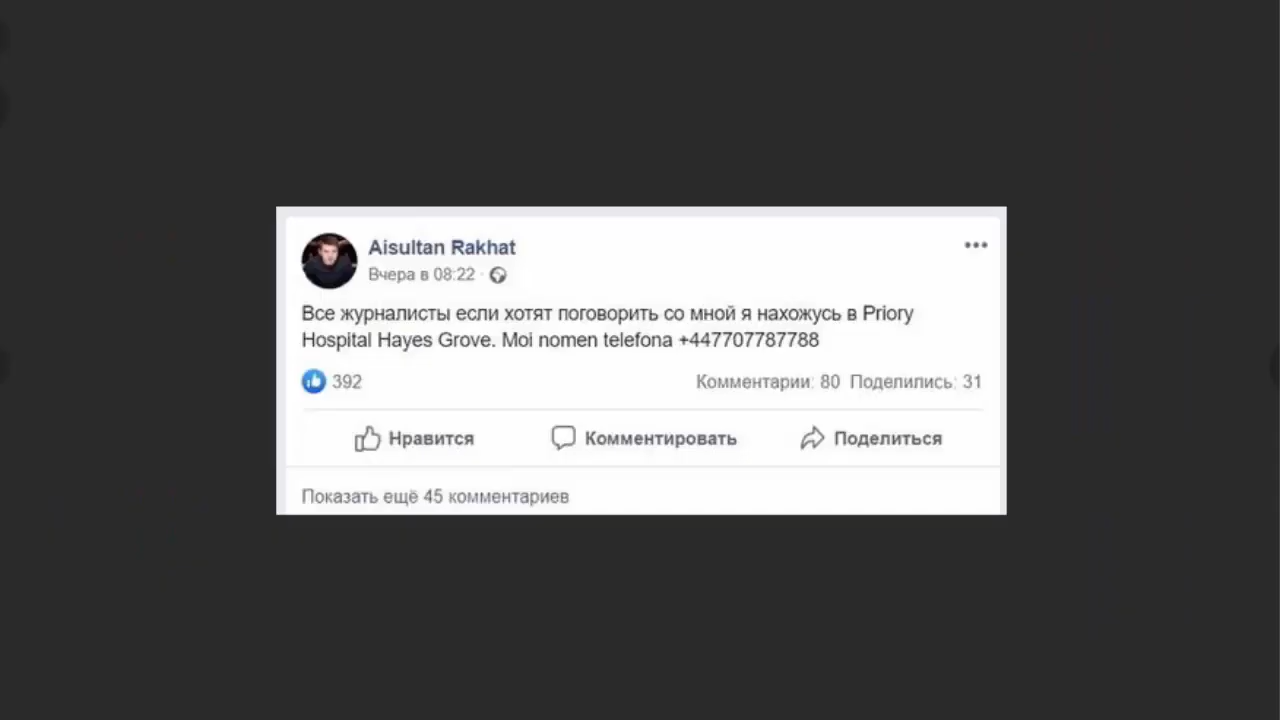 Aisultan Rakhat
Вчера в 08:22 ·
Все журналисты если хотят поговорить со мной я нахожусь в Priory
Hospital Hayes Grove. Moi nomen telefona +447707787788
392
Комментарии: 80 Поделились: 31
Нравится Комментировать Поделиться
Показать ещё 45 комментариев